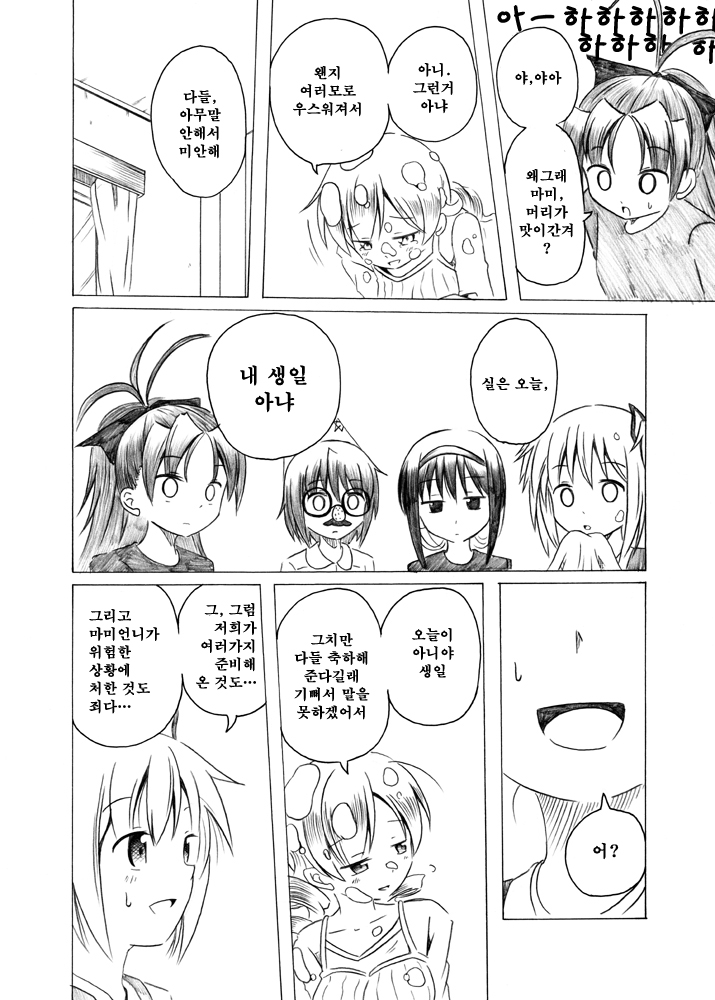 아ー하하하하하
하하하 하
야,야아
왜그래
마미,
머리가
맛이간겨
?
아니.
그런거
아냐
왠지
여러모로
우스워져서
다들,
아무말
안해서
미안해
실은 오늘,
내 생일
아냐
어?
오늘이
아니야
생일
그치만
다들 축하해
준다길래
기뻐서 말을
못하겠어서
그, 그럼
저희가
여러가지
준비해
온 것도…
그리고
마미언니가
위험한
상황에
처한 것도
죄다…